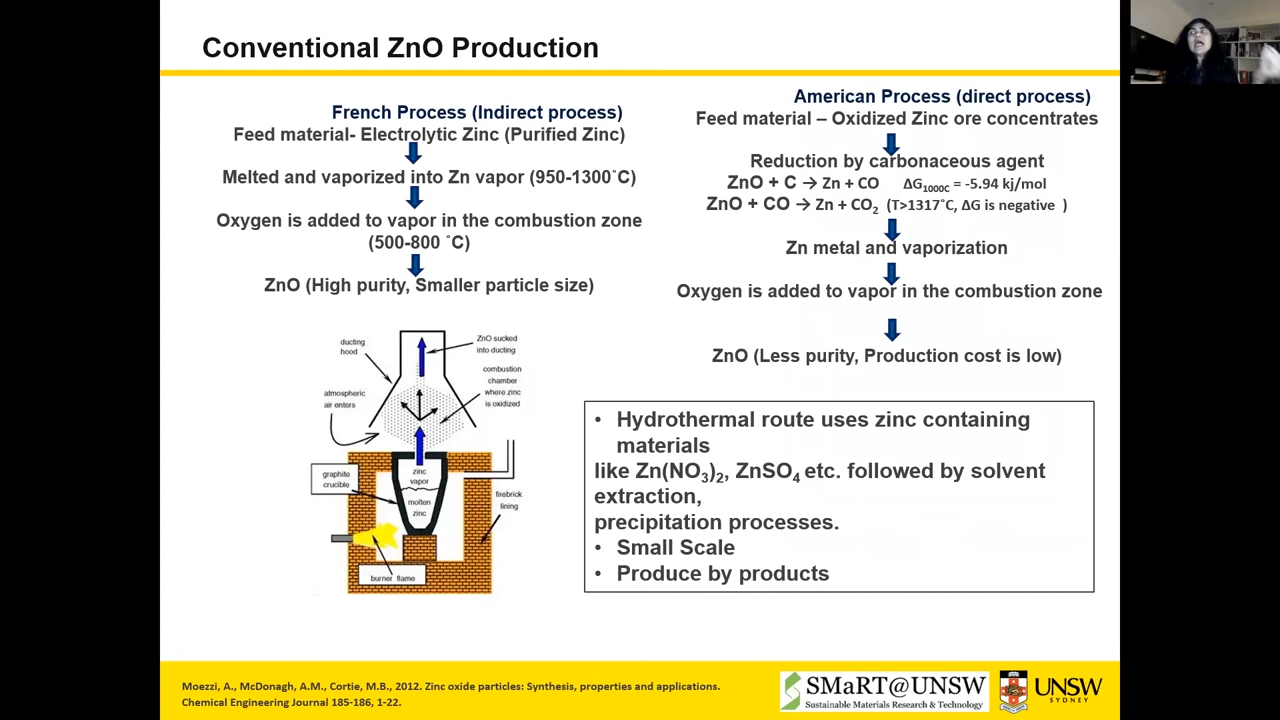 Conventional ZnO Production
French Process (Indirect process)
Feed material- Electrolytic Zinc (Purified Zinc)
Melted and vaporized into Zn vapor (950-1300˚C)
Oxygen is added to vapor in the combustion zone
(500-800 ˚C)
ZnO (High purity, Smaller particle size)
American Process (direct process)
Feed material – Oxidized Zinc ore concentrates
Reduction by carbonaceous agent
ZnO + C → Zn + CO ΔG1000C = -5.94 kj/mol
ZnO + CO → Zn + CO2 (T>1317˚C, ΔG is negative )
Zn metal and vaporization
Oxygen is added to vapor in the combustion zone
ZnO (Less purity, Production cost is low)
ducting
hood
ZnO sucked
into ducting
combustion
chamber
where zinc
is oxidized
atmospheric
air enters
graphite
crucible
zinc
vapor
molten
zinc
firebrick
lining
burner flame
• Hydrothermal route uses zinc containing
materials
like Zn(NO3)2, ZnSO4 etc. followed by solvent
extraction,
precipitation processes.
• Small Scale
• Produce by products
Moezzi, A., McDonagh, A.M., Cortie, M.B., 2012. Zinc oxide particles: Synthesis, properties and applications.
Chemical Engineering Journal 185-186, 1-22.
SMaRT@UNSW
Sustainable Materials Research & Technology
UNSW
SYDNEY